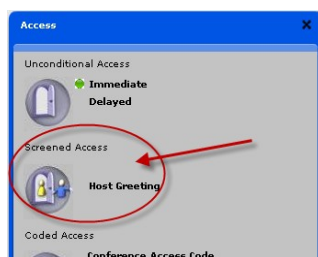 Access
Unconditional Access
Immediate
Delayed
Screened Access
Host Greeting
Coded Access
Conference Access Code